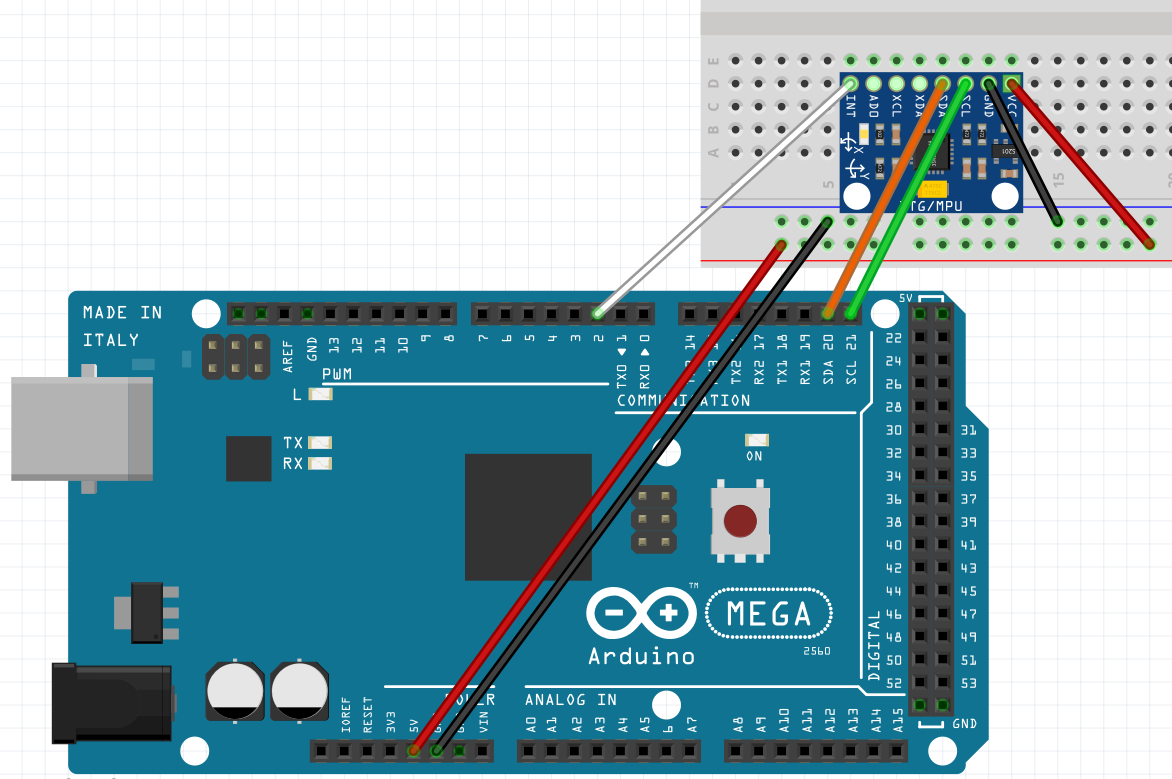 E
D
C
B
A
5
15
INT
AD0
XCL
XDA
SDA
SCL
GND
VCC
X
Y
ITG/MPU
MADE IN
ITALY
AREF
GND
13
12
11
10
9
8
7
6
5
4
3
2
TX0 ◄ 1
RX0 ► 0
14
TX2
RX2 17
TX1 18
RX1 19
SDA 20
SCL 21
PWM
COMMUNICATION
L
TX
RX
ON
5V
22
24
26
28
30 31
32 33
34 35
36 37
38 39
40 41
42 43
44 45
46 47
48 49
50 51
52 53
DIGITAL
GND
TM
MEGA
2560
Arduino
POWER
ANALOG IN
IOREF
RESET
3V3
5V
VIN
A0
A1
A2
A3
A4
A5
6
A7
A8
A9
A10
A11
A12
A13
A14
A15